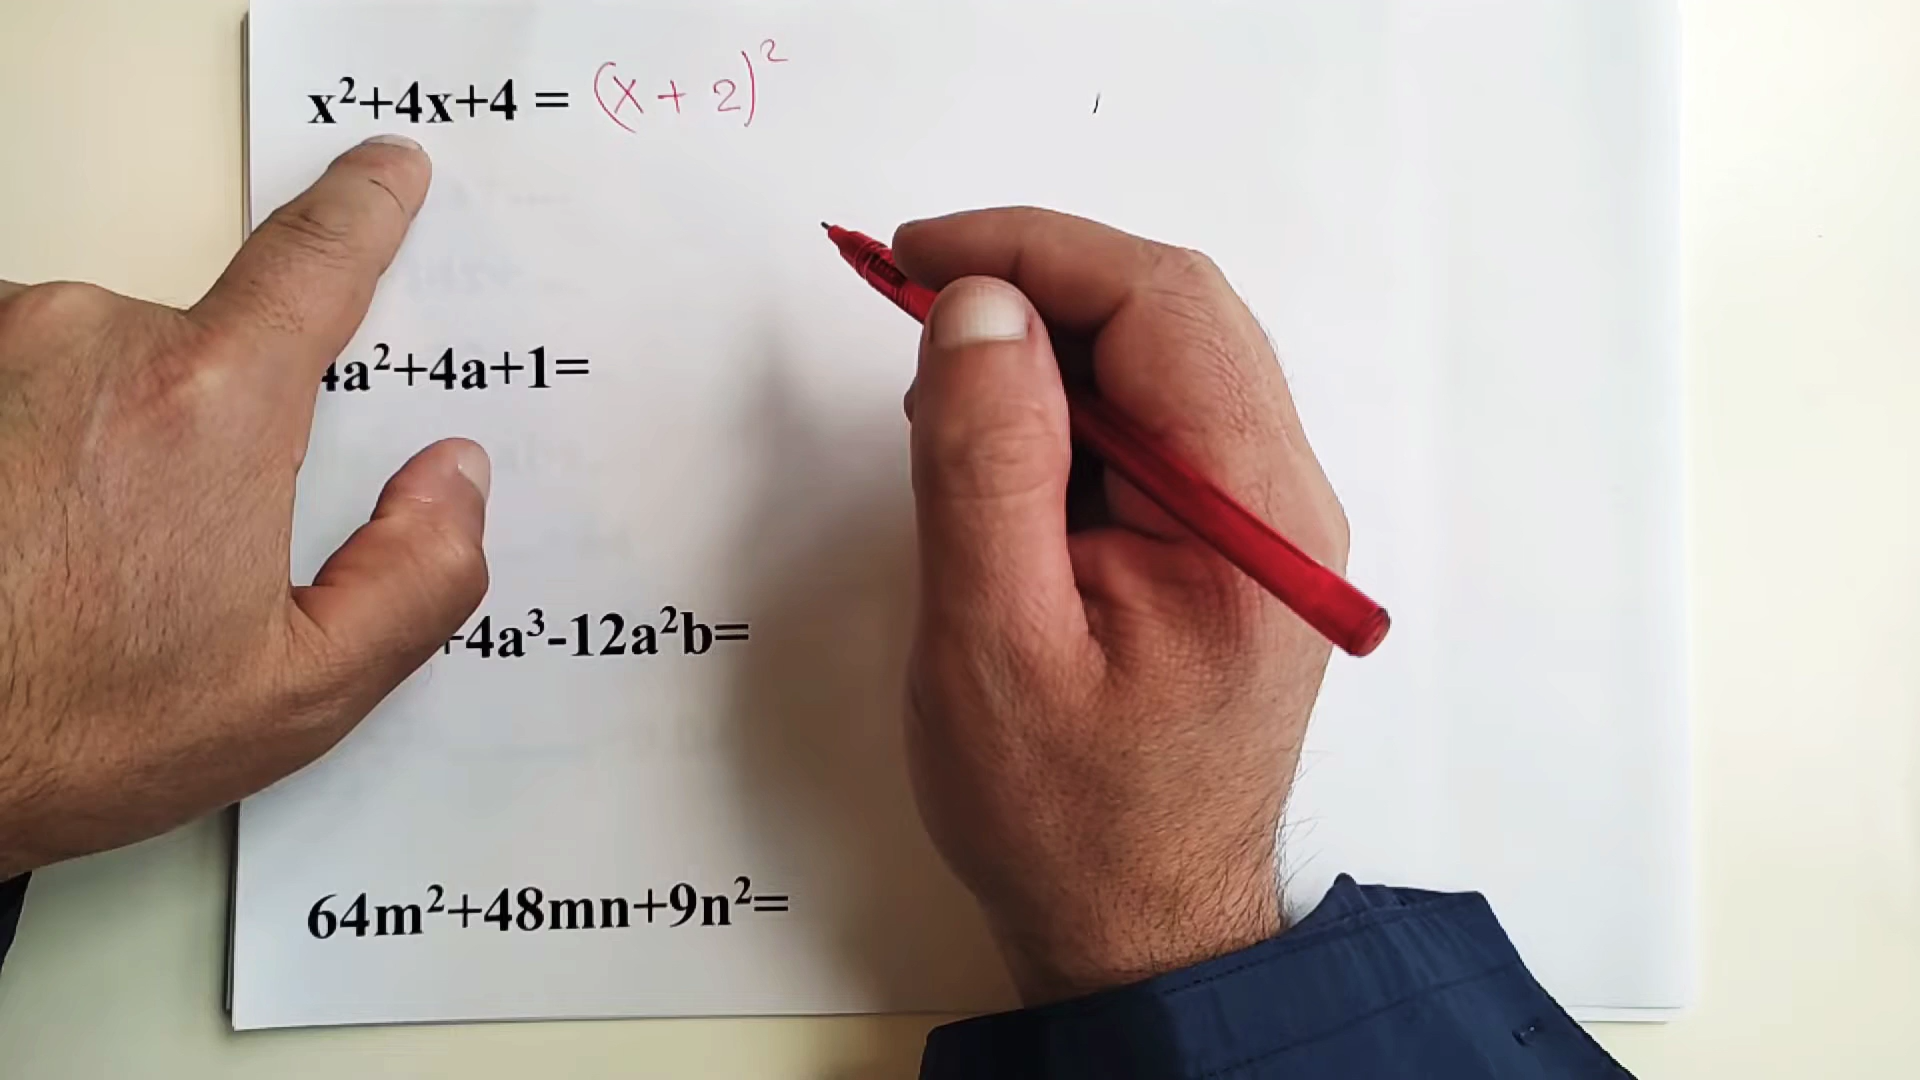 x²+4x+4 = (x + 2)²
4a²+4a+1=
+4a³-12a²b=
64m²+48mn+9n²=